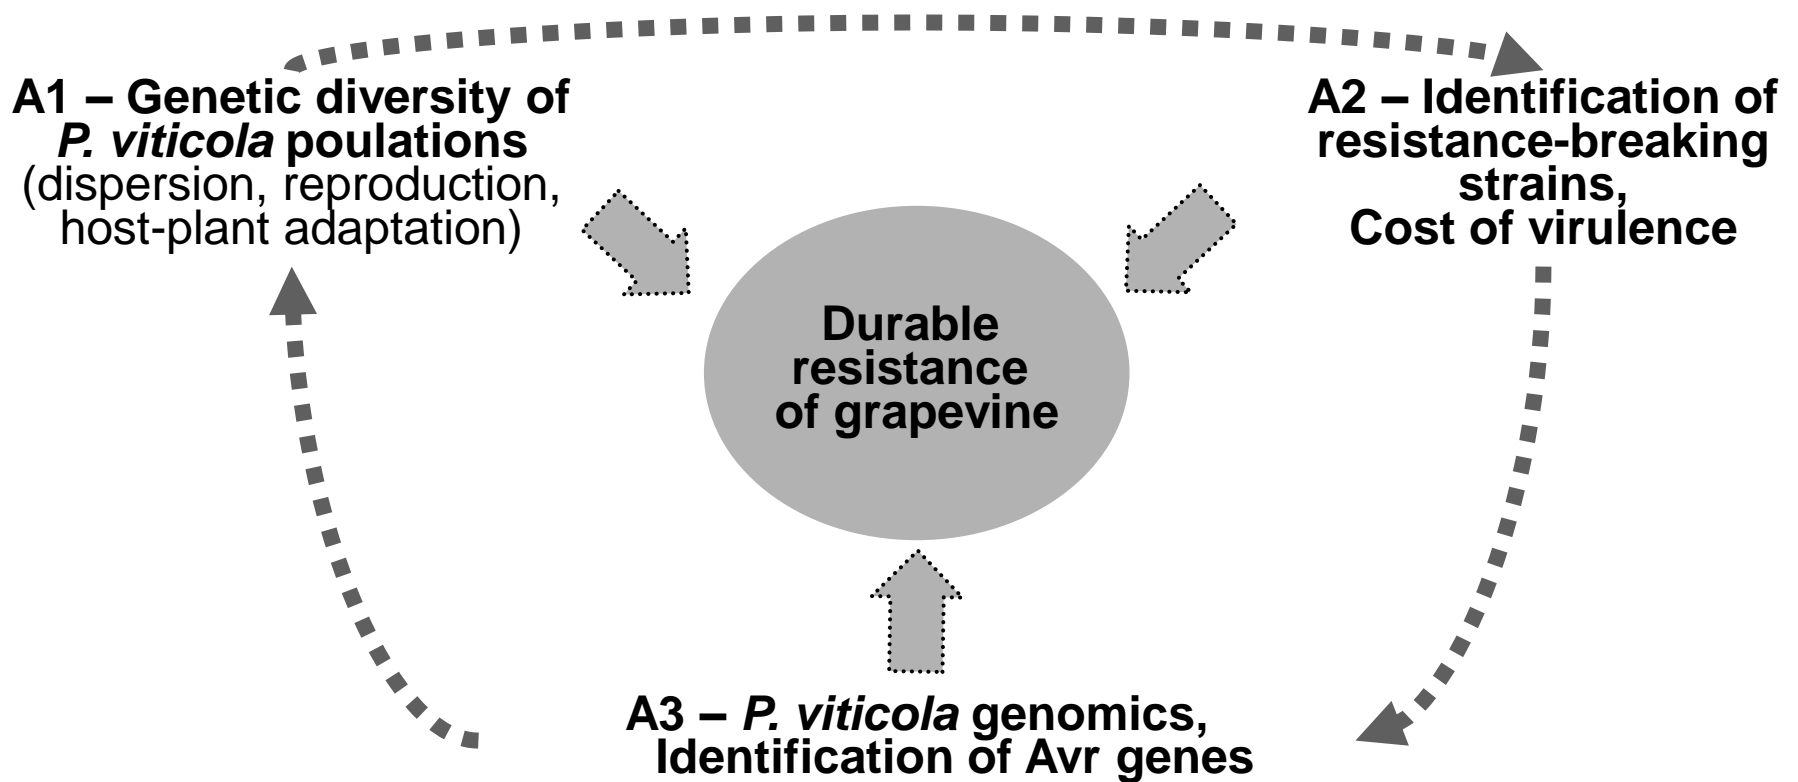 A1 – Genetic diversity of
P. viticola poulations
(dispersion, reproduction,
host-plant adaptation)
A2 – Identification of
resistance-breaking
strains,
Cost of virulence
Durable
resistance
of grapevine
A3 – P. viticola genomics,
Identification of Avr genes